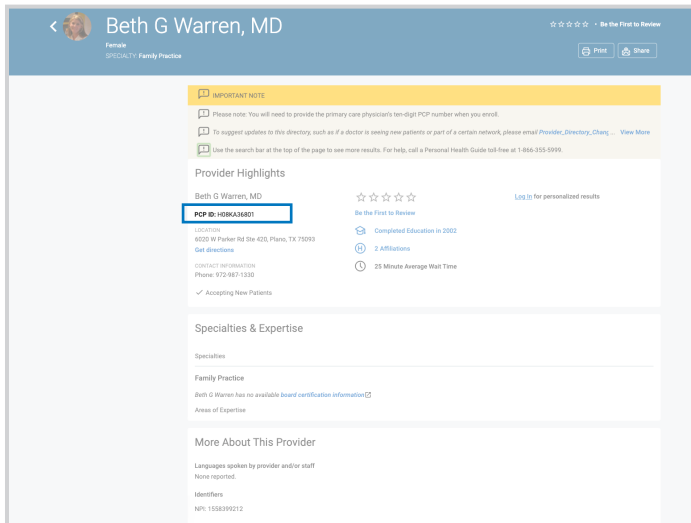 Beth G Warren, MD
Be the First to Review
Female
SPECIALTY: Family Practice
Print
Share
IMPORTANT NOTE
Please note: You will need to provide the primary care physician's ten-digit PCP number when you enroll.
To suggest updates to this directory, such as if a doctor is seeing new patients or part of a certain network, please email Provider_Directory_Chang ... View More
Use the search bar at the top of the page to see more results. For help, call a Personal Health Guide toll-free at 1-866-355-5999.
Provider Highlights
Beth G Warren, MD
Log In for personalized results
PCP ID: H08KA36801
Be the First to Review
LOCATION
6020 W Parker Rd Ste 420, Plano, TX 75093
Get directions
Completed Education in 2002
2 Affiliations
CONTACT INFORMATION
Phone: 972-987-1330
25 Minute Average Wait Time
Accepting New Patients
Specialties & Expertise
Specialties
Family Practice
Beth G Warren has no available board certification information
Areas of Expertise
More About This Provider
Languages spoken by provider and/or staff
None reported.
Identifiers
NPI: 1558399212